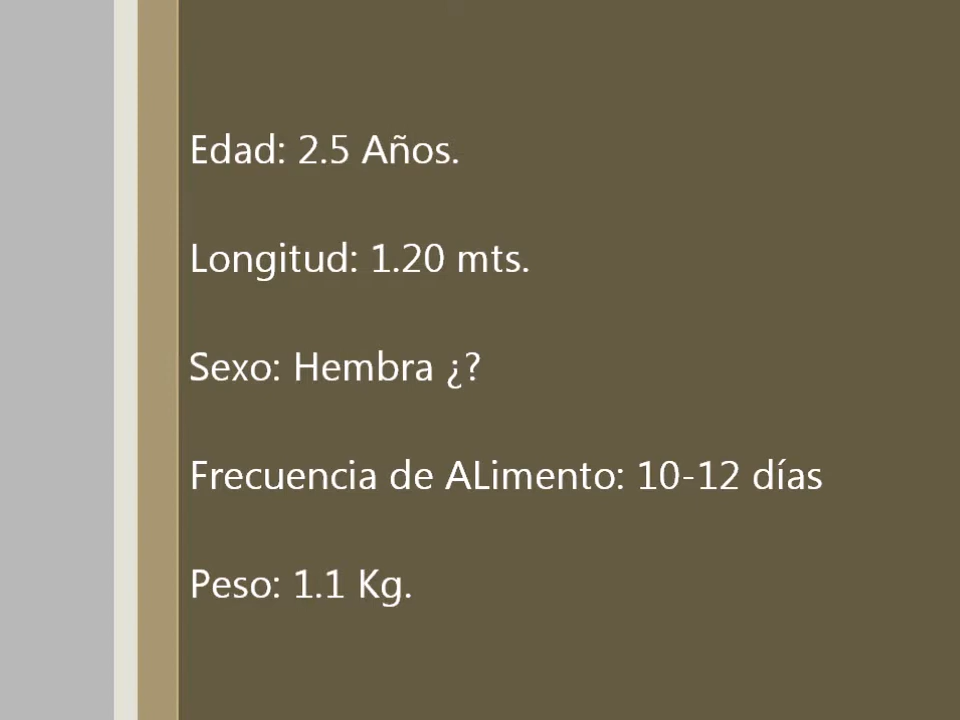 Edad: 2.5 Años.
Longitud: 1.20 mts.
Sexo: Hembra ¿?
Frecuencia de ALimento: 10-12 días
Peso: 1.1 Kg.